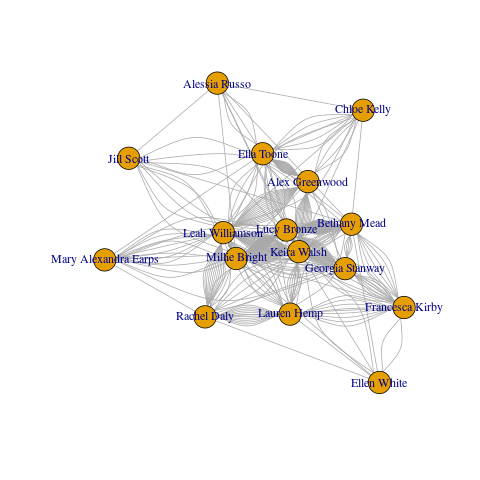 Alessia Russo
Chloe Kelly
Jill Scott
Ella Toone
Alex Greenwood
Leah Williamson
Lucy Bronze
Bethany Mead
Mary Alexandra Earps
Millie Bright
Keira Walsh
Georgia Stanway
Rachel Daly
Lauren Hemp
Francesca Kirby
Ellen White